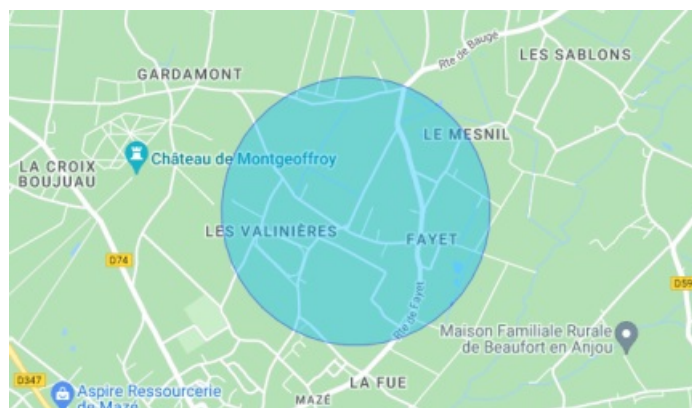 Rte de Baugé
LES SABLONS
GARDAMONT
LE MESNIL
Château de Montgeoffroy
LA CROIX
BOUJUAU
LES VALINIÈRES
FAYET
D74
D59
Rte de Fayet
Maison Familiale Rurale
de Beaufort en Anjou
D347
LA FUE
Aspire Ressourcerie
de Mazé
MAZÉ